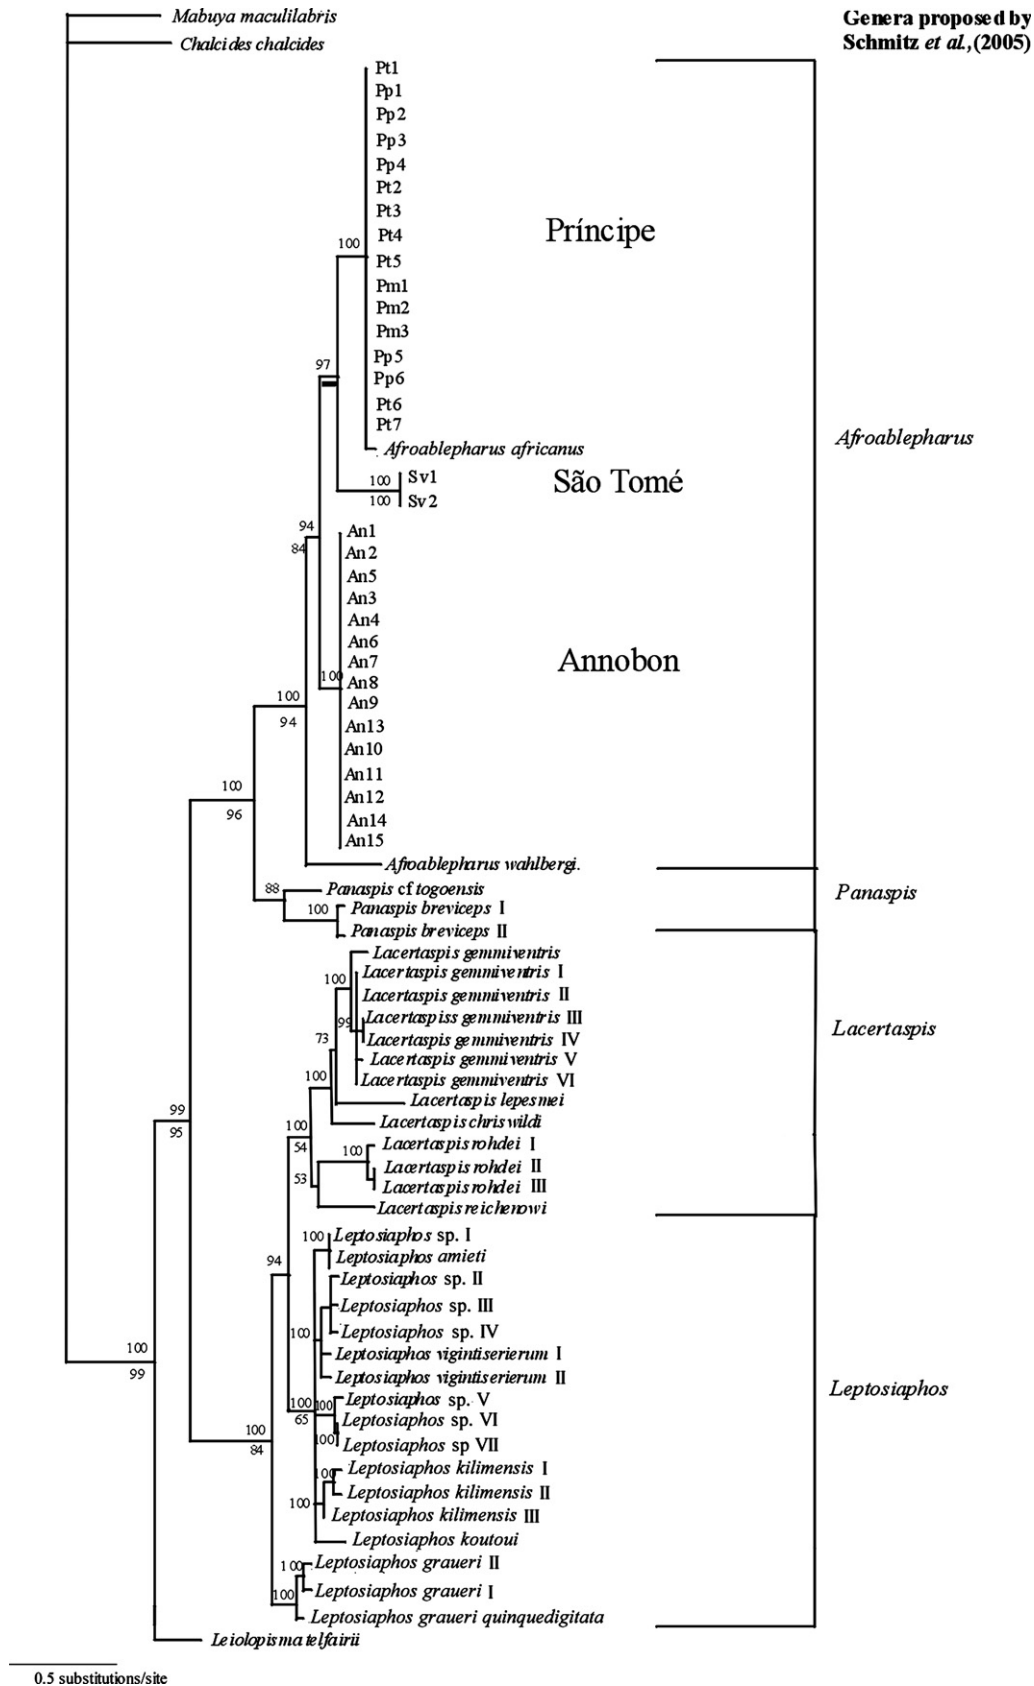 Mabuya maculilabris
Genera proposed by
Schmitz et al.,(2005)
Chalcides chalcides
Pt1
Pp1
Pp2
Pp3
Pp4
Pt2
Pt3
Príncipe
Pt4
100
Pt5
Pm1
Pm2
Pm3
Pp5
97
Pp6
Pt6
Pt7
Afroablepharus
Afroablepharus africanus
100
Sv1
São Tomé
100
Sv2
94
An1
84
An2
An5
An3
An4
An6
An7
Annobon
100
An8
100
An9
94
An13
An10
An11
100
An12
96
An14
An15
Afroablepharus wahlbergi.
88
Panaspis cf togoensis
Panaspis
100
Panaspis breviceps I
Panaspis breviceps II
Lacertaspis gemmiventris
100
Lacertaspis gemmiventris I
Lacertaspis gemmiventris II
99
Lacertaspiss gemmiventris III
Lacertaspis
73
Lacertaspis gemmiventris IV
Lacertaspis gemmiventris V
100
Lacertaspis gemmiventris VI
Lacertaspis lepesmei
99
95
Lacertaspis chriswildi
100
54
Lacertaspis rohdei I
100
Lacertaspis rohdei II
53
Lacertaspis rohdei III
Lacertaspis reichenowi
100
Leptosiaphos sp. I
94
Leptosiaphos amieti
Leptosiaphos sp. II
Leptosiaphos sp. III
100
Leptosiaphos sp. IV
100
99
Leptosiaphos vigintiserierum I
Leptosiaphos vigintiserierum II
Leptosiaphos
100
65
100
Leptosiaphos sp. V
Leptosiaphos sp. VI
100
84
100
Leptosiaphos sp VII
100
Leptosiaphos kilimensis I
Leptosiaphos kilimensis II
100
Leptosiaphos kilimensis III
Leptosiaphos koutoui
100
Leptosiaphos graueri II
100
Leptosiaphos graueri I
Leptosiaphos graueri quinquedigitata
Leiolopisma telfairii
0.5 substitutions/site